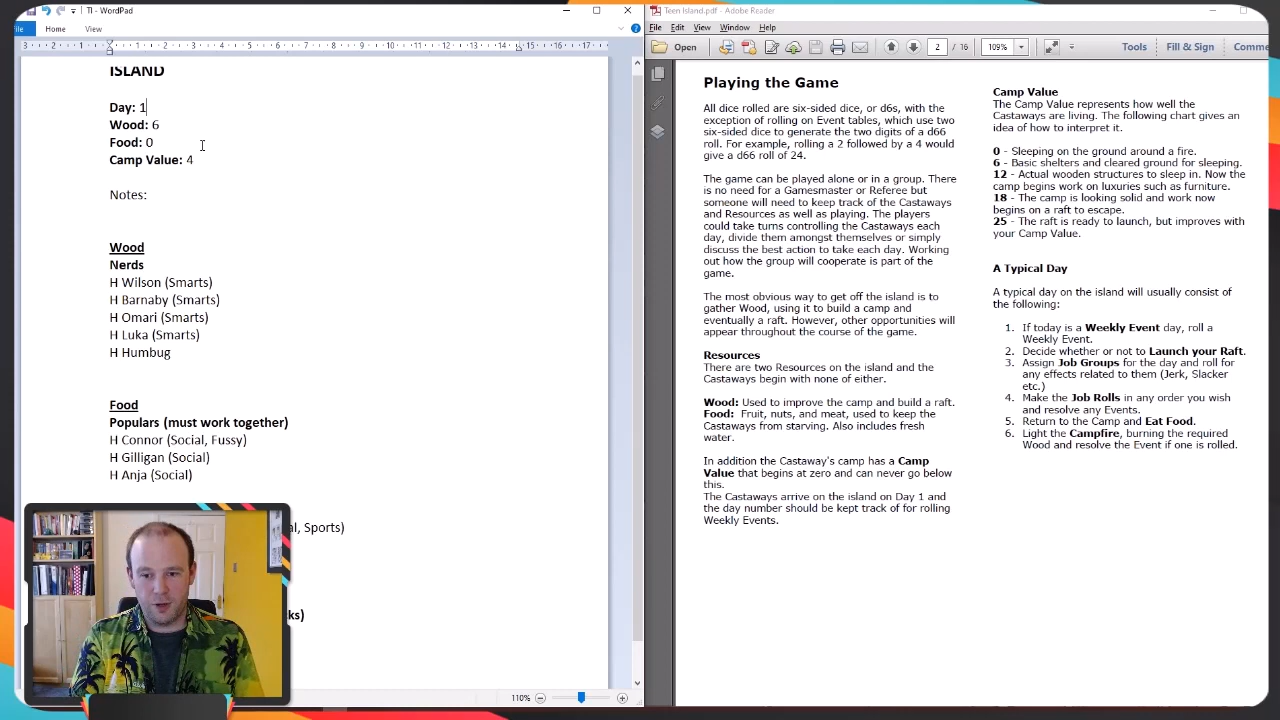 TI - WordPad
File
Home
View
3 2 1 1 2 3 4 5 6 7 8 9 10 11 12 13 14 15 16 17
ISLAND
Day: 1
Wood: 6
Food: 0
Camp Value: 4
Notes:
Wood
Nerds
H Wilson (Smarts)
H Barnaby (Smarts)
H Omari (Smarts)
H Luka (Smarts)
H Humbug
Food
Populars (must work together)
H Connor (Social, Fussy)
H Gilligan (Social)
H Anja (Social)
al, Sports)
ks)
110%
Teen Island.pdf - Adobe Reader
File Edit View Window Help
Open
2 / 16
109%
Tools
Fill & Sign
Comme
Playing the Game
All dice rolled are six-sided dice, or d6s, with the
exception of rolling on Event tables, which use two
six-sided dice to generate the two digits of a d66
roll. For example, rolling a 2 followed by a 4 would
give a d66 roll of 24.
The game can be played alone or in a group. There
is no need for a Gamesmaster or Referee but
someone will need to keep track of the Castaways
and Resources as well as playing. The players
could take turns controlling the Castaways each
day, divide them amongst themselves or simply
discuss the best action to take each day. Working
out how the group will cooperate is part of the
game.
The most obvious way to get off the island is to
gather Wood, using it to build a camp and
eventually a raft. However, other opportunities will
appear throughout the course of the game.
Resources
There are two Resources on the island and the
Castaways begin with none of either.
Wood: Used to improve the camp and build a raft.
Food: Fruit, nuts, and meat, used to keep the
Castaways from starving. Also includes fresh
water.
In addition the Castaway's camp has a Camp
Value that begins at zero and can never go below
this.
The Castaways arrive on the island on Day 1 and
the day number should be kept track of for rolling
Weekly Events.
Camp Value
The Camp Value represents how well the
Castaways are living. The following chart gives an
idea of how to interpret it.
0 - Sleeping on the ground around a fire.
6 - Basic shelters and cleared ground for sleeping.
12 - Actual wooden structures to sleep in. Now the
camp begins work on luxuries such as furniture.
18 - The camp is looking solid and work now
begins on a raft to escape.
25 - The raft is ready to launch, but improves with
your Camp Value.
A Typical Day
A typical day on the island will usually consist of
the following:
1. If today is a Weekly Event day, roll a
Weekly Event.
2. Decide whether or not to Launch your Raft.
3. Assign Job Groups for the day and roll for
any effects related to them (Jerk, Slacker
etc.)
4. Make the Job Rolls in any order you wish
and resolve any Events.
5. Return to the Camp and Eat Food.
6. Light the Campfire, burning the required
Wood and resolve the Event if one is rolled.